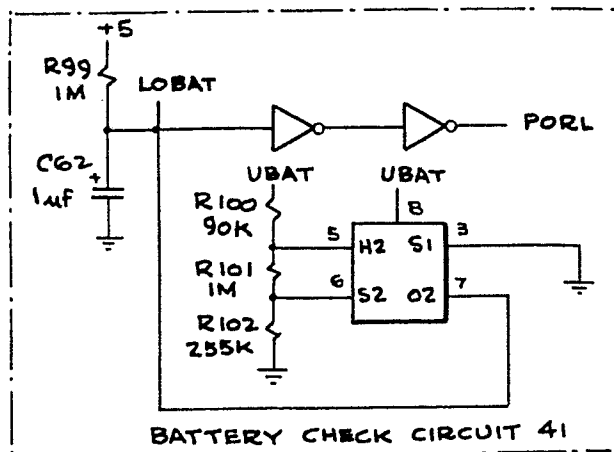 +5
R99
1M
LOBAT
PORL
C62
+
1uf
UBAT
UBAT
R100
90K
8
5
H2
S1
3
R101
1M
6
S2
O2
7
R102
255K
BATTERY CHECK CIRCUIT 41